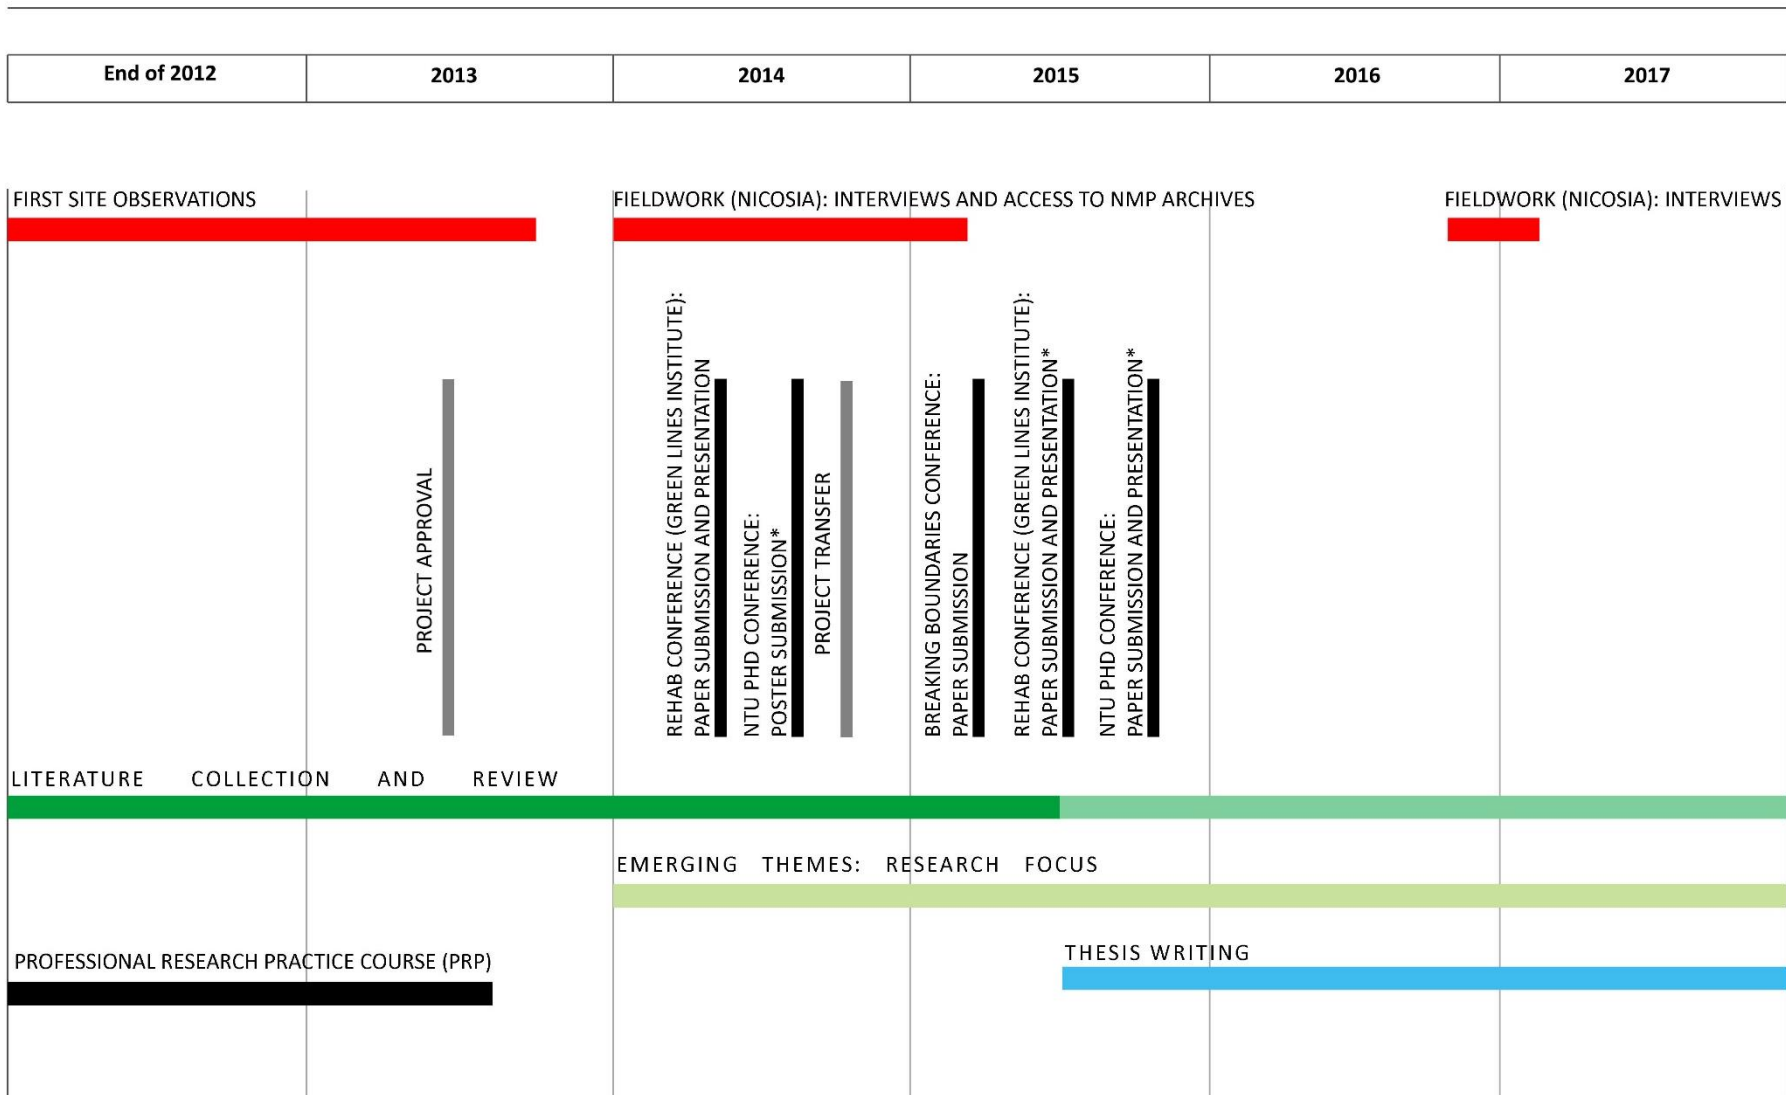 End of 2012
2013
2014
2015
2016
2017
FIRST SITE OBSERVATIONS
FIELDWORK (NICOSIA): INTERVIEWS AND ACCESS TO NMP ARCHIVES
FIELDWORK (NICOSIA): INTERVIEWS
PROJECT APPROVAL
REHAB CONFERENCE (GREEN LINES INSTITUTE):
PAPER SUBMISSION AND PRESENTATION
NTU PHD CONFERENCE:
POSTER SUBMISSION*
PROJECT TRANSFER
BREAKING BOUNDARIES CONFERENCE:
PAPER SUBMISSION
REHAB CONFERENCE (GREEN LINES INSTITUTE):
PAPER SUBMISSION AND PRESENTATION*
NTU PHD CONFERENCE:
PAPER SUBMISSION AND PRESENTATION*
LITERATURE COLLECTION AND REVIEW
EMERGING THEMES: RESEARCH FOCUS
PROFESSIONAL RESEARCH PRACTICE COURSE (PRP)
THESIS WRITING